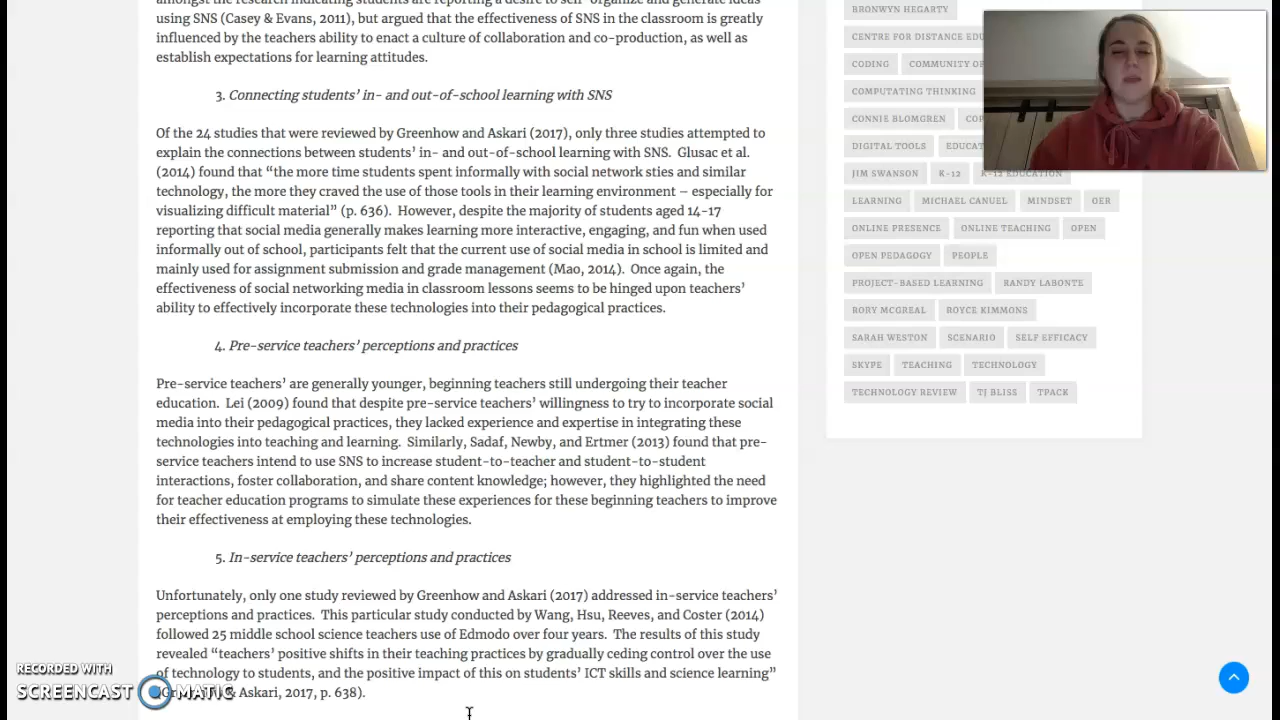 using SNS (Casey & Evans, 2011), but argued that the effectiveness of SNS in the classroom is greatly
influenced by the teachers ability to enact a culture of collaboration and co-production, as well as
establish expectations for learning attitudes.
3. Connecting students' in- and out-of-school learning with SNS
Of the 24 studies that were reviewed by Greenhow and Askari (2017), only three studies attempted to
explain the connections between students' in- and out-of-school learning with SNS. Glusac et al.
(2014) found that "the more time students spent informally with social network sties and similar
technology, the more they craved the use of those tools in their learning environment – especially for
visualizing difficult material" (p. 636). However, despite the majority of students aged 14-17
reporting that social media generally makes learning more interactive, engaging, and fun when used
informally out of school, participants felt that the current use of social media in school is limited and
mainly used for assignment submission and grade management (Mao, 2014). Once again, the
effectiveness of social networking media in classroom lessons seems to be hinged upon teachers'
ability to effectively incorporate these technologies into their pedagogical practices.
4. Pre-service teachers' perceptions and practices
Pre-service teachers' are generally younger, beginning teachers still undergoing their teacher
education. Lei (2009) found that despite pre-service teachers' willingness to try to incorporate social
media into their pedagogical practices, they lacked experience and expertise in integrating these
technologies into teaching and learning. Similarly, Sadaf, Newby, and Ertmer (2013) found that pre-
service teachers intend to use SNS to increase student-to-teacher and student-to-student
interactions, foster collaboration, and share content knowledge; however, they highlighted the need
for teacher education programs to simulate these experiences for these beginning teachers to improve
their effectiveness at employing these technologies.
5. In-service teachers' perceptions and practices
Unfortunately, only one study reviewed by Greenhow and Askari (2017) addressed in-service teachers'
perceptions and practices. This particular study conducted by Wang, Hsu, Reeves, and Coster (2014)
followed 25 middle school science teachers use of Edmodo over four years. The results of this study
revealed "teachers' positive shifts in their teaching practices by gradually ceding control over the use
of technology to students, and the positive impact of this on students' ICT skills and science learning"
& Askari, 2017, p. 638).
BRONWYN HEGARTY
CENTRE FOR DISTANCE
CODING COMMUNITY
COMPUTATING THINKING
CONNIE BLOMGREN
DIGITAL TOOLS
JIM SWANSON K-12 K-12 EDUCATION
LEARNING MICHAEL CANUEL MINDSET OER
ONLINE PRESENCE ONLINE TEACHING OPEN
OPEN PEDAGOGY PEOPLE
PROJECT-BASED LEARNING RANDY LABONTE
RORY MCGREAL ROYCE KIMMONS
SARAH WESTON SCENARIO SELF EFFICACY
SKYPE TEACHING TECHNOLOGY
TECHNOLOGY REVIEW TJ BLISS TPACK
RECORDED WITH
SCREENCAST MATIC